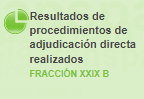 Resultados de
procedimientos de
adjudicación directa
realizados
FRACCIÓN XXIX B